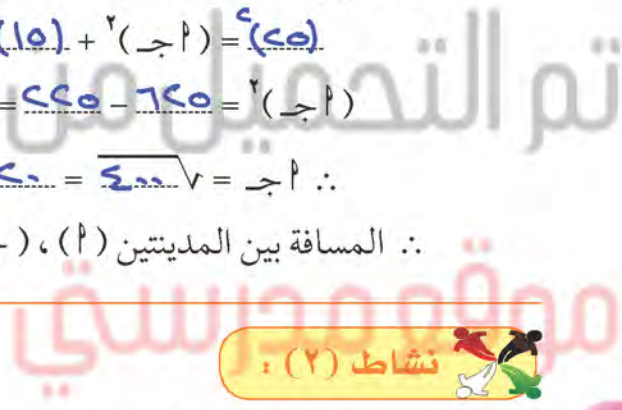 (٢٥)٢ = (أ جـ)٢ + (١٥)
(أ جـ)٢ = ٦٢٥ – ٢٢٥ =
∴ أ جـ = √٤٠٠ = ٢٠
∴ المسافة بين المدينتين (أ) ، (
نشاط (٢) :
تم التحميل من
موقع مدرستي